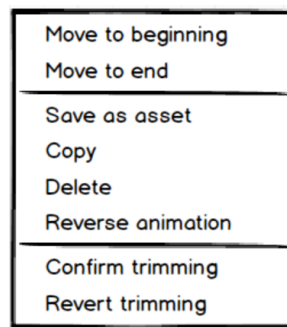 Move to beginning
Move to end
Save as asset
Copy
Delete
Reverse animation
Confirm trimming
Revert trimming